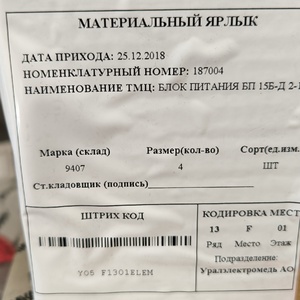 МАТЕРИАЛЬНЫЙ ЯРЛЫК
ДАТА ПРИХОДА: 25.12.2018
НОМЕНКЛАТУРНЫЙ НОМЕР: 187004
НАИМЕНОВАНИЕ ТМЦ: БЛОК ПИТАНИЯ БП 15Б-Д 2-1
Марка (склад) Размер(кол-во) Сорт(ед.изм.
9407 4 ШТ
Ст.кладовщик (подпись)
ШТРИХ КОД КОДИРОВКА МЕСТ
13 F 01
Ряд Место Этаж
Подразделение:
Уралэлектромедь АО
Y05 F1301ELEM